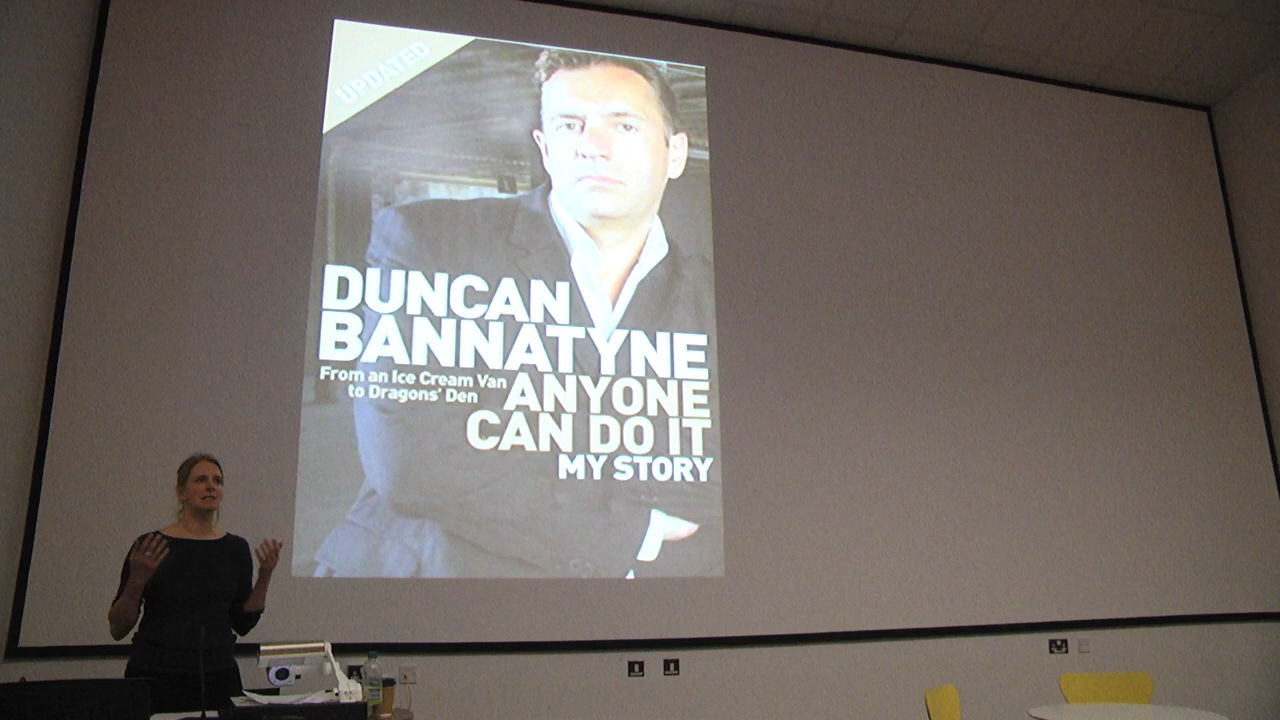 UPDATED
DUNCAN
BANNATYNE
From an Ice Cream Van
to Dragons' Den
ANYONE
CAN DO IT
MY STORY